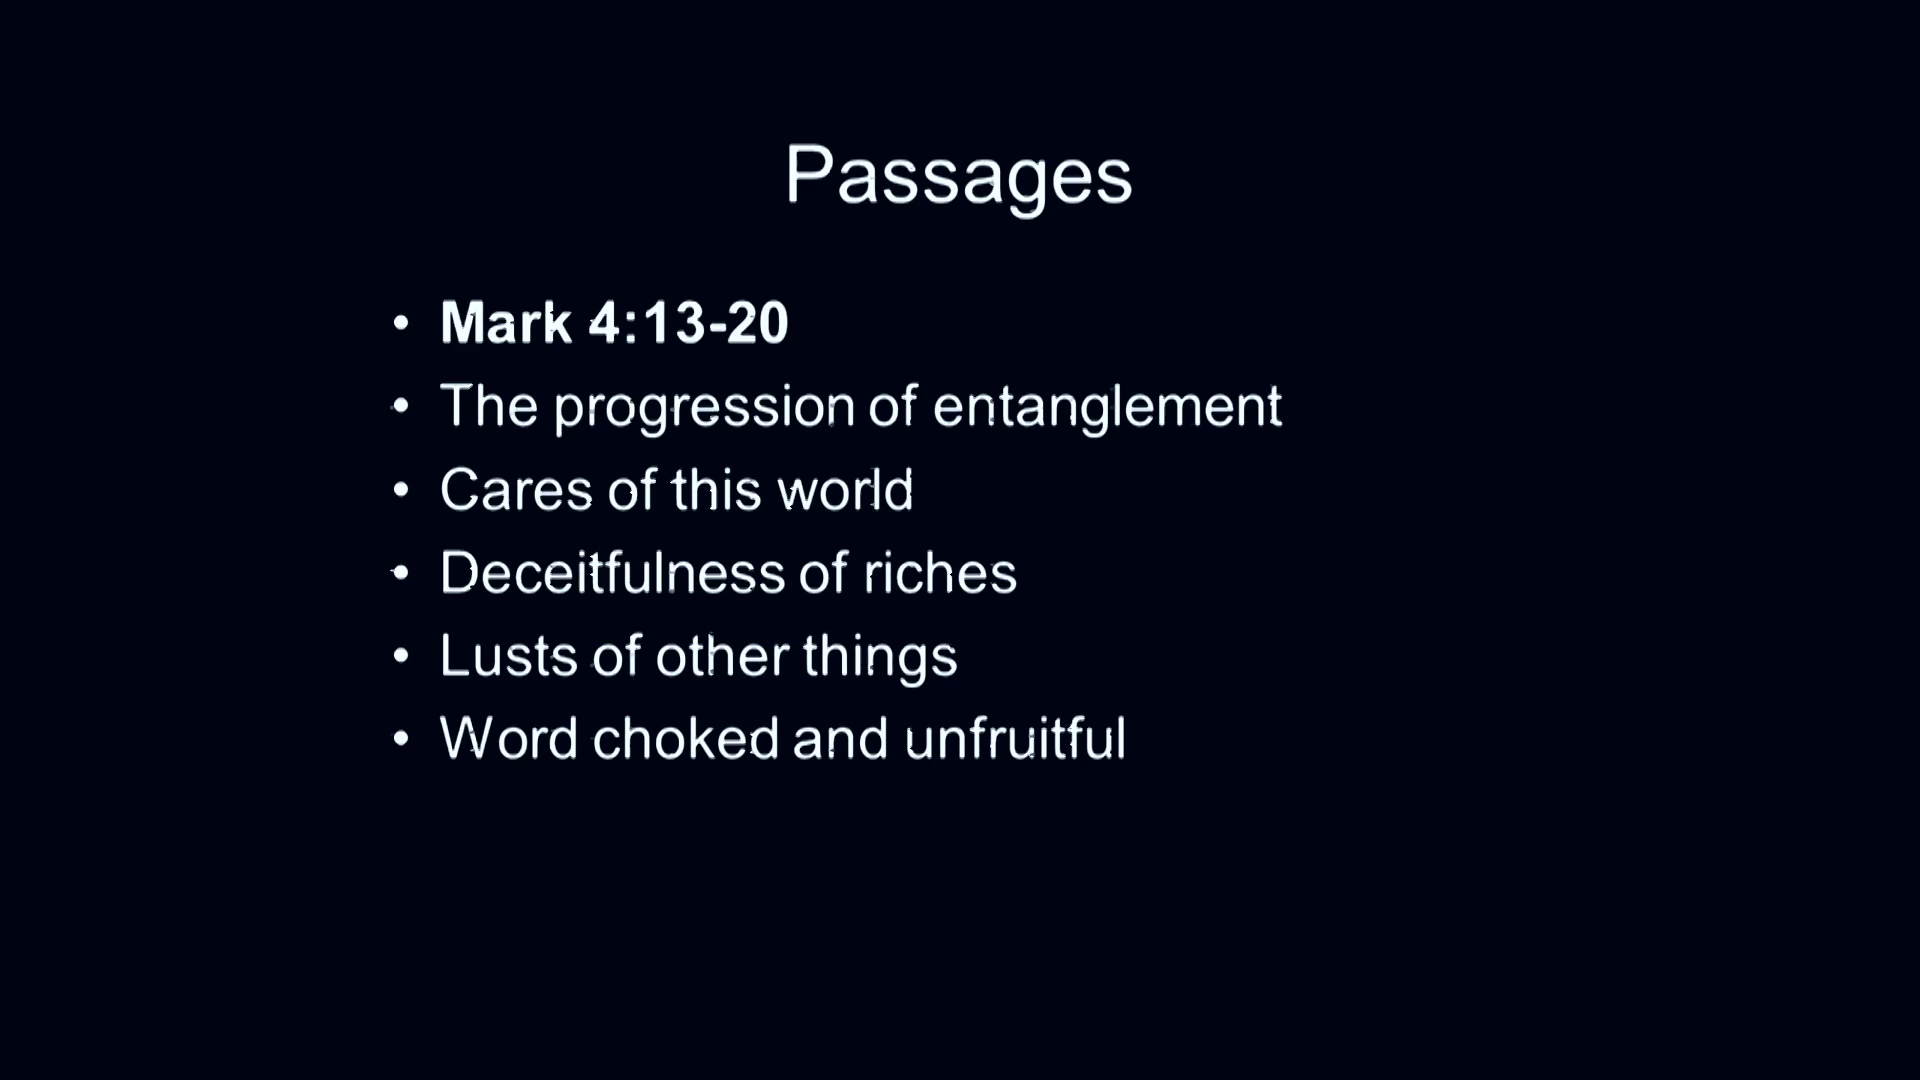 Passages
• Mark 4:13-20
• The progression of entanglement
• Cares of this world
• Deceitfulness of riches
• Lusts of other things
• Word choked and unfruitful